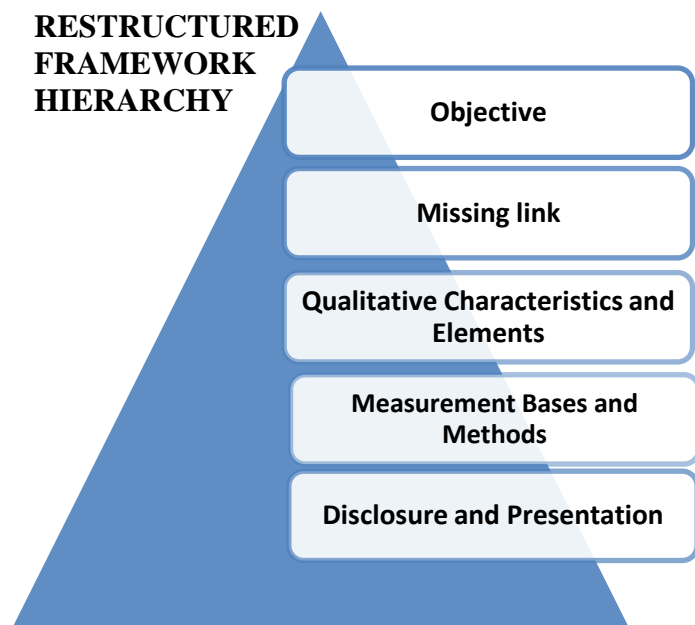 RESTRUCTURED
FRAMEWORK
HIERARCHY
Objective
Missing link
Qualitative Characteristics and
Elements
Measurement Bases and
Methods
Disclosure and Presentation